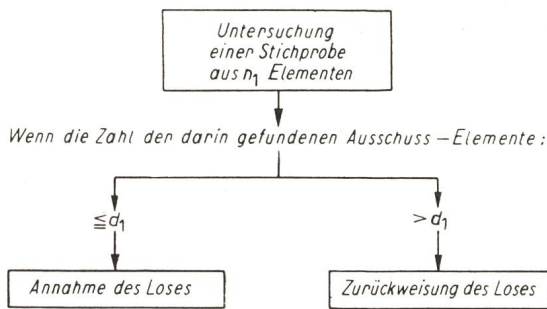 Untersuchung
einer Stichprobe
aus n₁ Elementen
Wenn die Zahl der darin gefundenen Ausschuss – Elemente:
≦ d₁
> d₁
Annahme des Loses
Zurückweisung des Loses